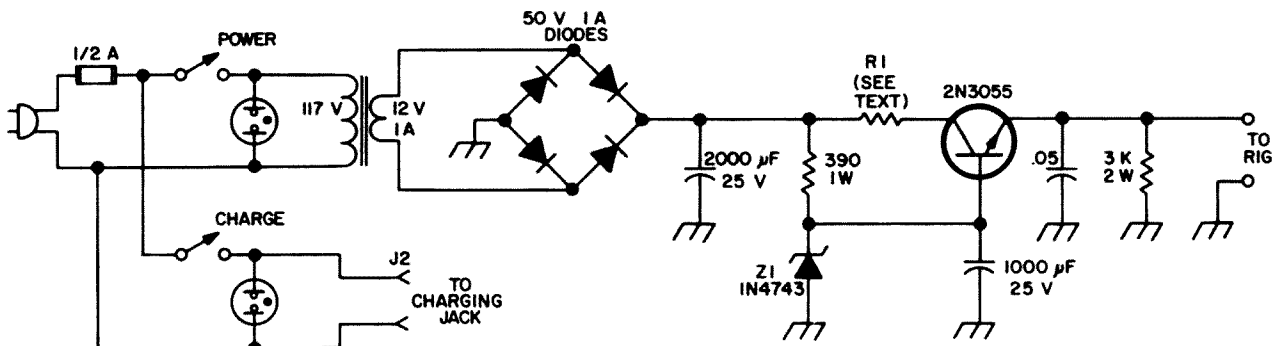 1/2 A
POWER
117 V
12 V
1A
50 V 1 A
DIODES
2000 µF
25 V
R1
(SEE
TEXT)
390
1W
2N3055
.05
3 K
2 W
TO
RIG
CHARGE
J2
TO
CHARGING
JACK
Z1
1N4743
1000 µF
25 V